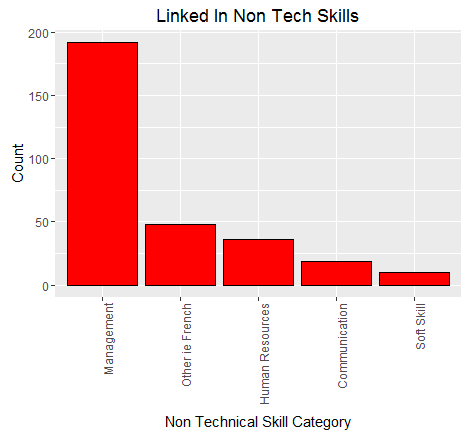 Linked In Non Tech Skills
200
150
100
50
0
Count
Management
Other ie French
Human Resources
Communication
Soft Skill
Non Technical Skill Category